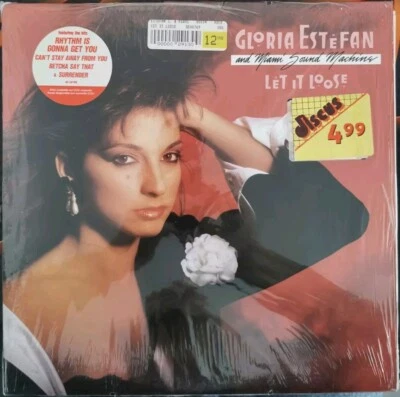 featuring the hits
RHYTHM IS
GONNA GET YOU
CAN'T STAY AWAY FROM YOU
BETCHA SAY THAT
& SURRENDER
12
GLORIA ESTEFAN
and Miami Sound Machine
LET IT LOOSE
DISCUS
4.99